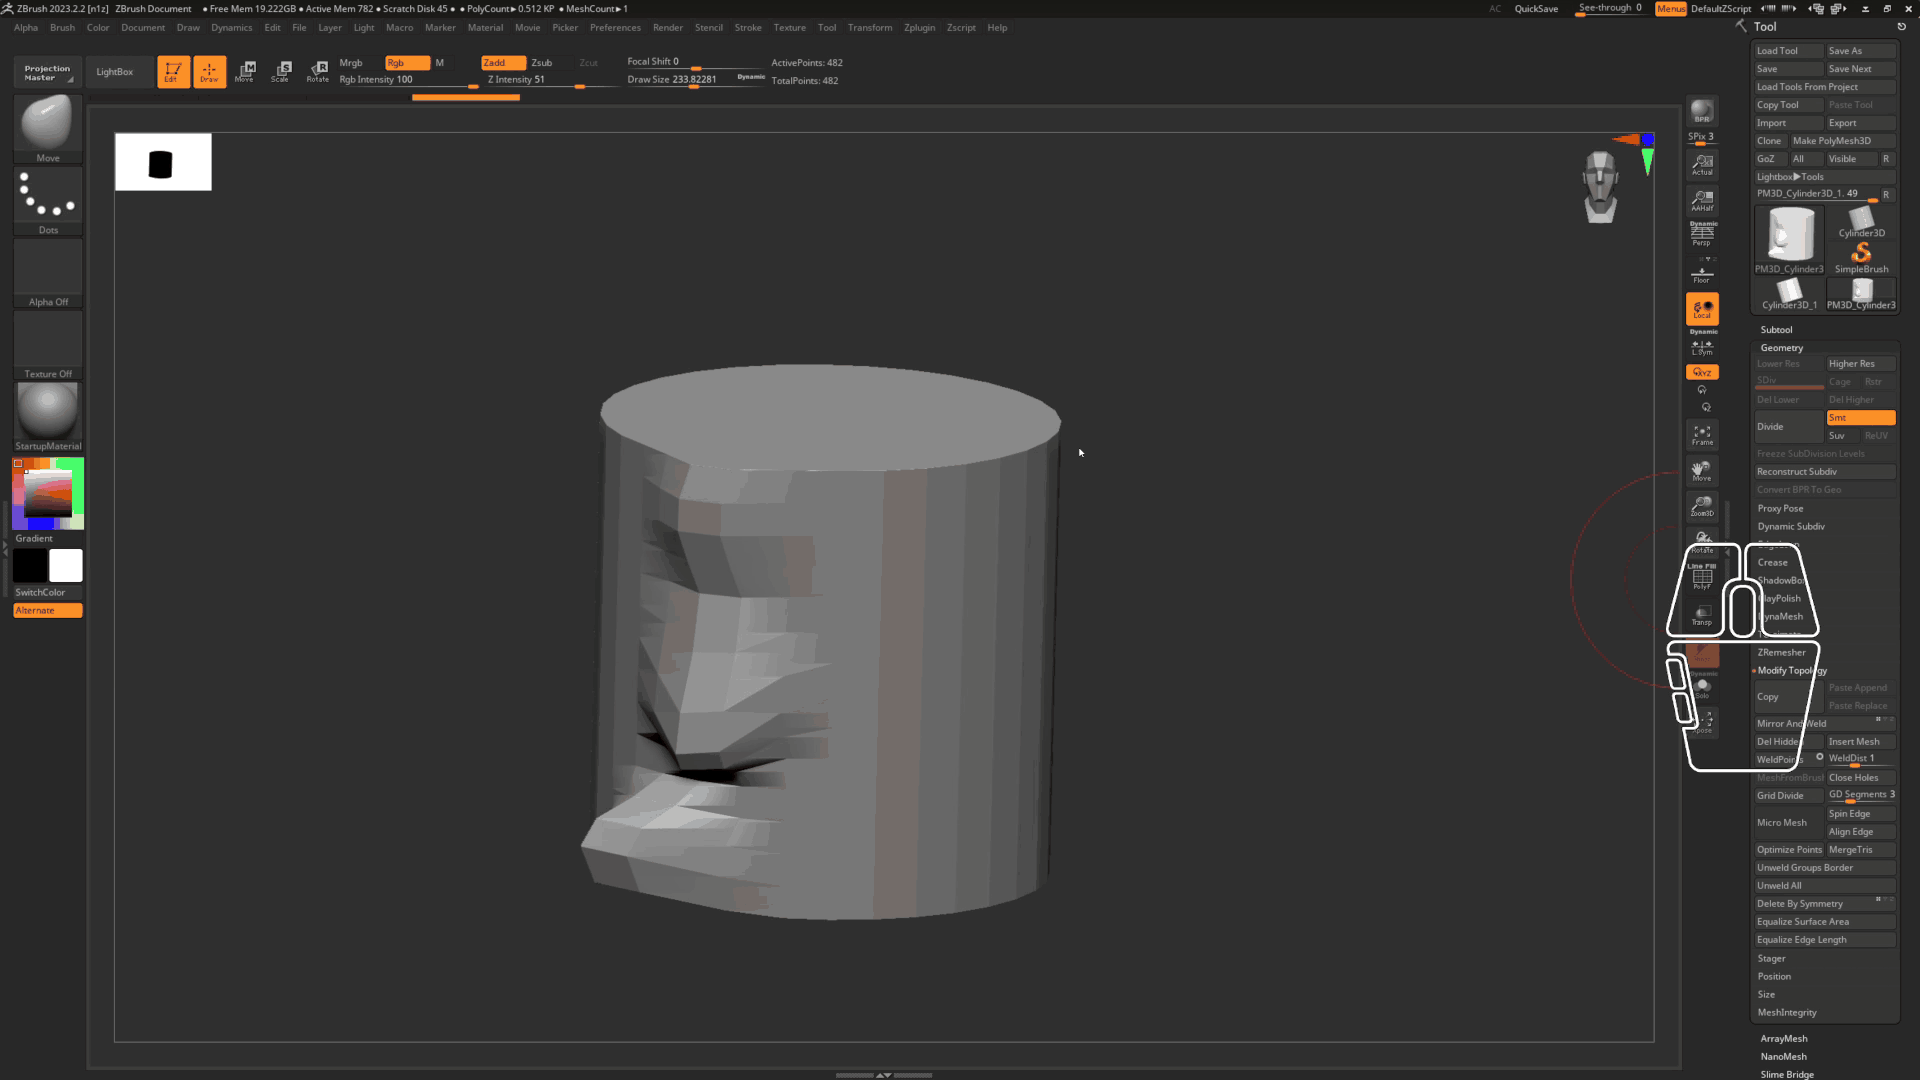 ZBrush 2023.2.2 [n1z] ZBrush Document • Free Mem 19.222GB • Active Mem 782 • Scratch Disk 45 • • PolyCount▸0.512 KP • MeshCount▸1
AC QuickSave See-through 0 Menus DefaultZScript
Alpha Brush Color Document Draw Dynamics Edit File Layer Light Macro Marker Material Movie Picker Preferences Render Stencil Stroke Texture Tool Transform Zplugin Zscript Help
Projection Master
LightBox
Edit
Draw
Move
Scale
Rotate
Mrgb Rgb M
Rgb Intensity 100
Zadd Zsub Zcut
Z Intensity 51
Focal Shift 0
Draw Size 233.82281 Dynamic
ActivePoints: 482
TotalPoints: 482
Move
Dots
Alpha Off
Texture Off
StartupMaterial
Gradient
SwitchColor
Alternate
BPR
SPix 3
Actual
AAHalf
Dynamic
Persp
Floor
Local
Dynamic
L.Sym
XYZ
Frame
Move
Zoom3D
Rotate
Line Fill
PolyF
Transp
Dynamic
Solo
Tool
Load Tool Save As
Save Save Next
Load Tools From Project
Copy Tool Paste Tool
Import Export
Clone Make PolyMesh3D
GoZ All Visible R
Lightbox▶Tools
PM3D_Cylinder3D_1. 49 R
Cylinder3D
PM3D_Cylinder3 SimpleBrush
Cylinder3D_1 PM3D_Cylinder3
Subtool
Geometry
Lower Res Higher Res
SDiv Cage Rstr
Del Lower Del Higher
Divide Smt
Suv ReUV
Freeze SubDivision Levels
Reconstruct Subdiv
Convert BPR To Geo
Proxy Pose
Dynamic Subdiv
Crease
ShadowBox
ClayPolish
DynaMesh
ZRemesher
Modify Topology
Copy Paste Append
Paste Replace
Mirror And Weld
Del Hidden Insert Mesh
WeldPoints WeldDist 1
MeshFromBrush Close Holes
Grid Divide GD Segments 3
Micro Mesh Spin Edge
Align Edge
Optimize Points MergeTris
Unweld Groups Border
Unweld All
Delete By Symmetry
Equalize Surface Area
Equalize Edge Length
Stager
Position
Size
MeshIntegrity
ArrayMesh
NanoMesh
Slime Bridge